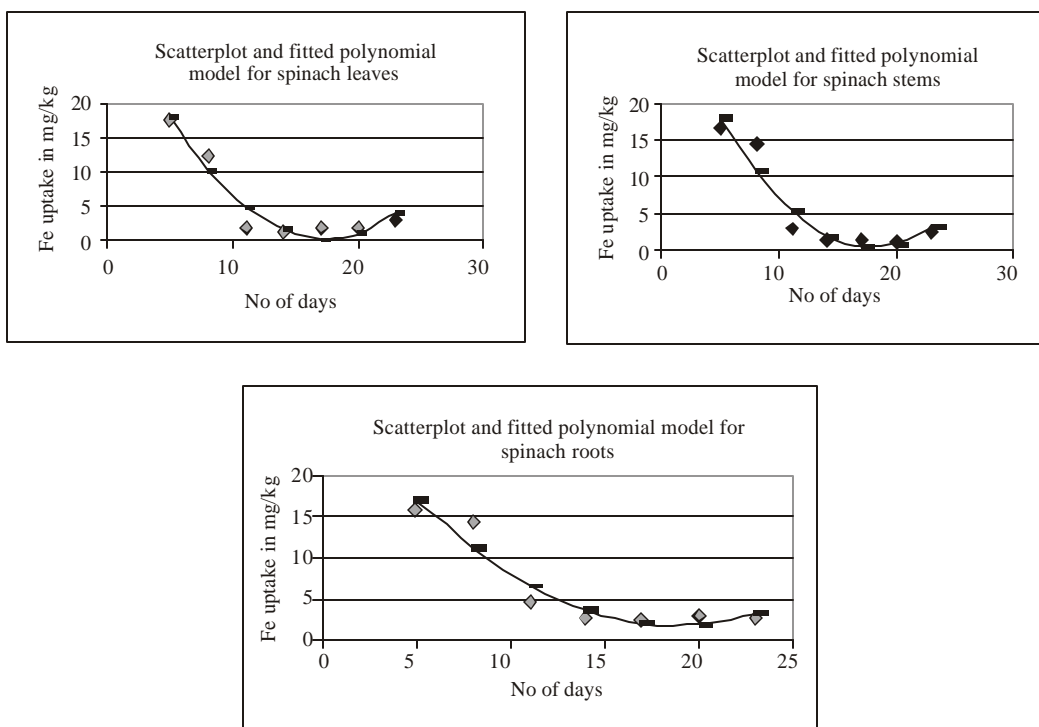 Scatterplot and fitted polynomial
model for spinach leaves
Fe uptake in mg/kg
20
15
10
5
0
0 10 20 30
No of days
Scatterplot and fitted polynomial
model for spinach stems
Fe uptake in mg/kg
20
15
10
5
0
0 10 20 30
No of days
Scatterplot and fitted polynomial model for
spinach roots
Fe uptake in mg/kg
20
15
10
5
0
0 5 10 15 20 25
No of days